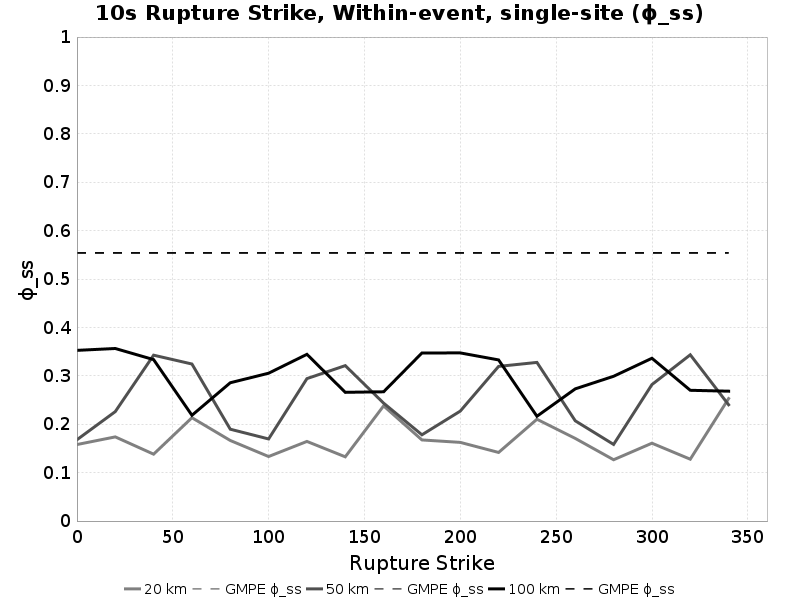 10s Rupture Strike, Within-event, single-site (ϕ_ss)
1
0.9
0.8
0.7
0.6
0.5
0.4
0.3
0.2
0.1
0
ϕ_ss
0 50 100 150 200 250 300 350
Rupture Strike
20 km GMPE ϕ_ss 50 km GMPE ϕ_ss 100 km GMPE ϕ_ss